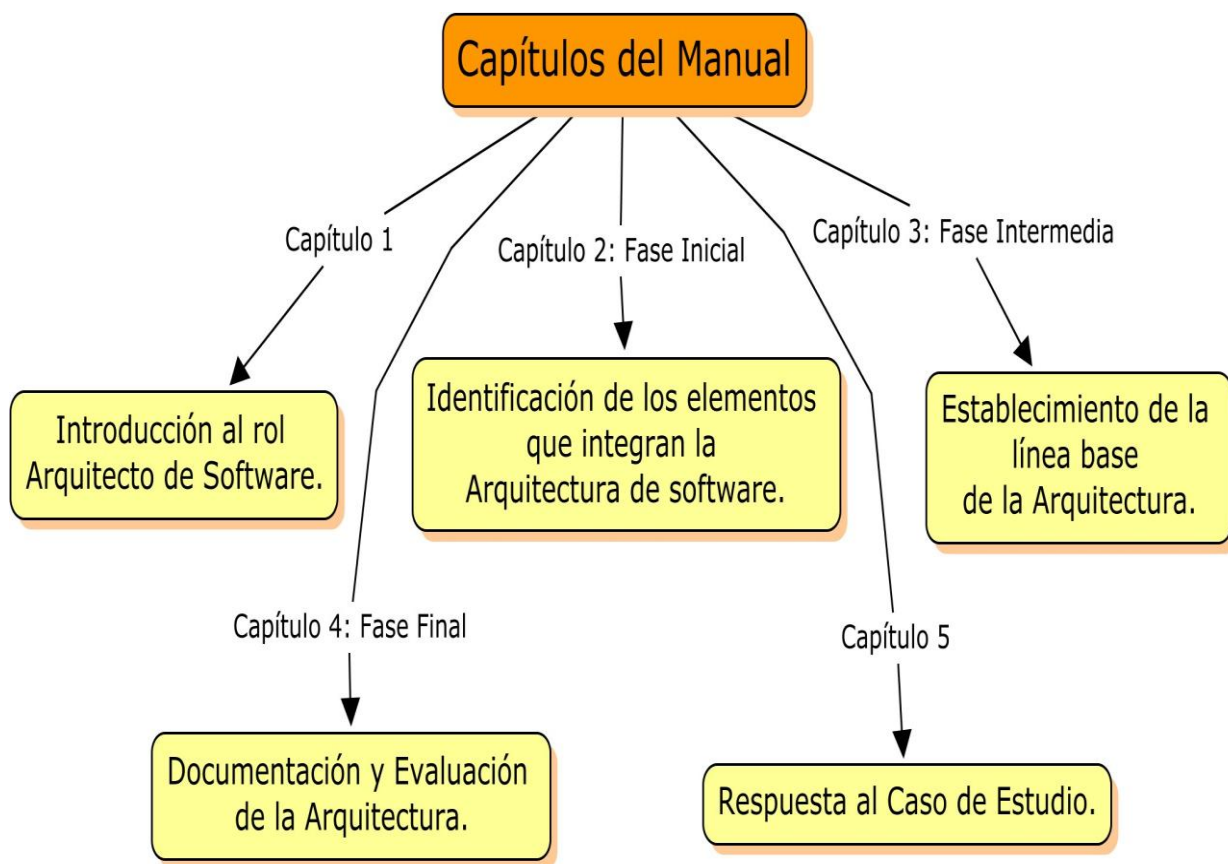 Capítulos del Manual
Capítulo 1
Capítulo 2: Fase Inicial
Capítulo 3: Fase Intermedia
Introducción al rol
Arquitecto de Software.
Identificación de los elementos
que integran la
Arquitectura de software.
Establecimiento de la
línea base
de la Arquitectura.
Capítulo 4: Fase Final
Capítulo 5
Documentación y Evaluación
de la Arquitectura.
Respuesta al Caso de Estudio.